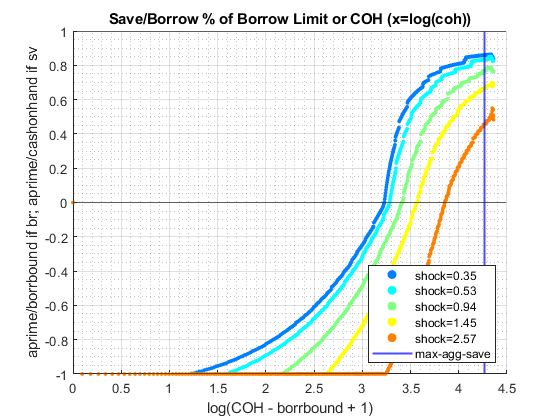 Save/Borrow % of Borrow Limit or COH (x=log(coh))
aprime/borrbound if br; aprime/cashonhand if sv
1
0.8
0.6
0.4
0.2
0
-0.2
-0.4
-0.6
-0.8
-1
shock=0.35
shock=0.53
shock=0.94
shock=1.45
shock=2.57
max-agg-save
0 0.5 1 1.5 2 2.5 3 3.5 4 4.5
log(COH - borrbound + 1)